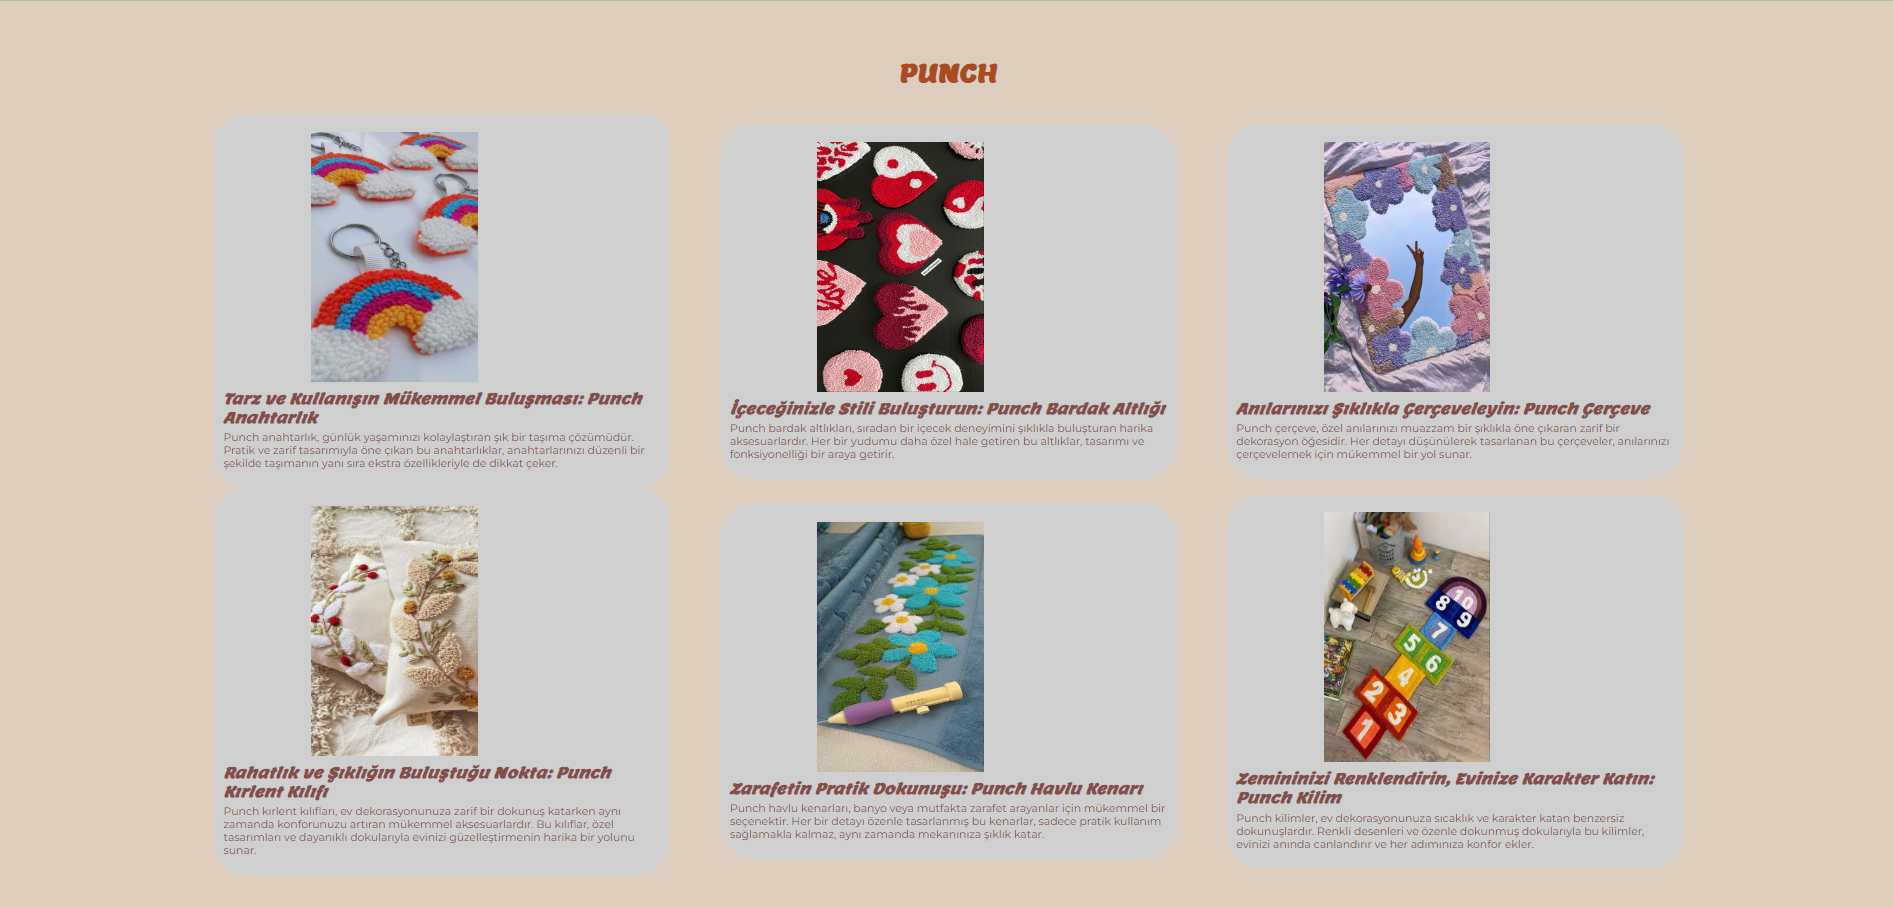 PUNCH
Tarz ve Kullanışın Mükemmel Buluşması: Punch
Anahtarlık
Punch anahtarlık, günlük yaşamınızı kolaylaştıran şık bir taşıma çözümüdür.
Pratik ve zarif tasarımıyla öne çıkan bu anahtarlıklar, anahtarlarınızı düzenli bir
şekilde taşımanın yanı sıra ekstra özellikleriyle de dikkat çeker.
İçeceğinizle Stili Buluşturun: Punch Bardak Altlığı
Punch bardak altlıkları, sıradan bir içecek deneyimini şıklıkla buluşturan harika
aksesuarlardır. Her bir yudumu daha özel hale getiren bu altlıklar, tasarımı ve
fonksiyonelliği bir araya getirir.
Anılarınızı Şıklıkla Çerçeveleyin: Punch Çerçeve
Punch çerçeve, özel anılarınızı muazzam bir şıklıkla öne çıkaran zarif bir
dekorasyon öğesidir. Her detayı düşünülerek tasarlanan bu çerçeveler, anılarınızı
çerçevelemek için mükemmel bir yol sunar.
Rahatlık ve Şıklığın Buluştuğu Nokta: Punch
Kırlent Kılıfı
Punch kırlent kılıfları, ev dekorasyonunuza zarif bir dokunuş katarken aynı
zamanda konforunuzu artıran mükemmel aksesuarlardır. Bu kılıflar, özel
tasarımları ve dayanıklı dokularıyla evinizi güzelleştirmenin harika bir yolunu
sunar.
Zarafetin Pratik Dokunuşu: Punch Havlu Kenarı
Punch havlu kenarları, banyo veya mutfakta zarafet arayanlar için mükemmel bir
seçenektir. Her bir detayı özenle tasarlanmış bu kenarlar, sadece pratik kullanım
sağlamakla kalmaz, aynı zamanda mekanınıza şıklık katar.
10
8 9
7
5 6
4
2 3
1
Zemininizi Renklendirin, Evinize Karakter Katın:
Punch Kilim
Punch kilimler, ev dekorasyonunuza sıcaklık ve karakter katan benzersiz
dokunuşlardır. Renkli desenleri ve özenle dokunmuş dokularıyla bu kilimler,
evinizi anında canlandırır ve her adımınıza konfor ekler.